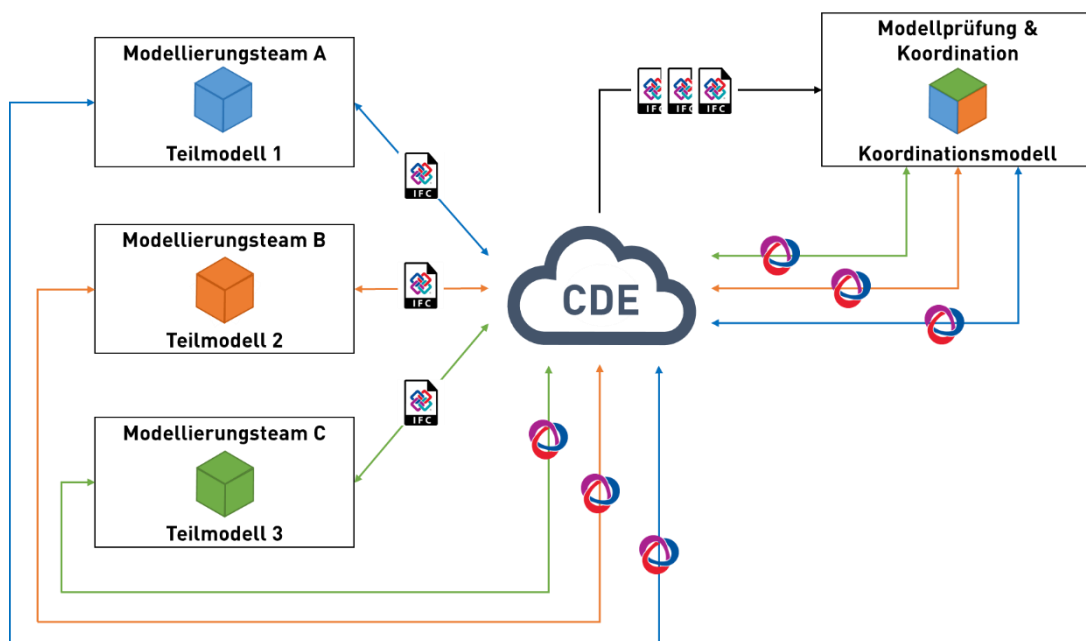 Modellierungsteam A
Teilmodell 1
IFC
Modellierungsteam B
Teilmodell 2
IFC
Modellierungsteam C
Teilmodell 3
IFC
CDE
IFC
IFC
IFC
Modellprüfung &
Koordination
Koordinationsmodell